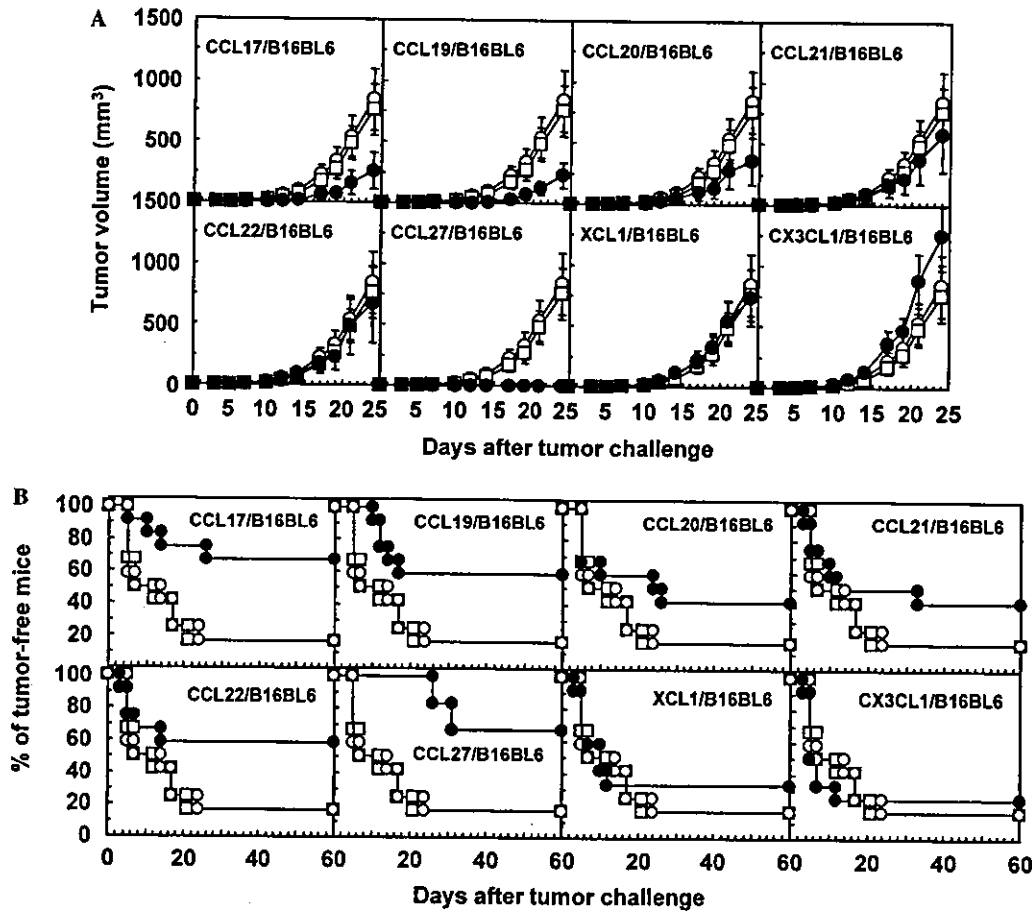 A
Tumor volume (mm³)
1500
1000
500
1500
1000
500
0
CCL17/B16BL6
CCL19/B16BL6
CCL20/B16BL6
CCL21/B16BL6
CCL22/B16BL6
CCL27/B16BL6
XCL1/B16BL6
CX3CL1/B16BL6
0 5 10 15 20 25 5 10 15 20 25 5 10 15 20 25 5 10 15 20 25
Days after tumor challenge
B
% of tumor-free mice
100
80
60
40
20
100
80
60
40
20
0
CCL17/B16BL6
CCL19/B16BL6
CCL20/B16BL6
CCL21/B16BL6
CCL22/B16BL6
CCL27/B16BL6
XCL1/B16BL6
CX3CL1/B16BL6
0 20 40 60 20 40 60 20 40 60 20 40 60
Days after tumor challenge